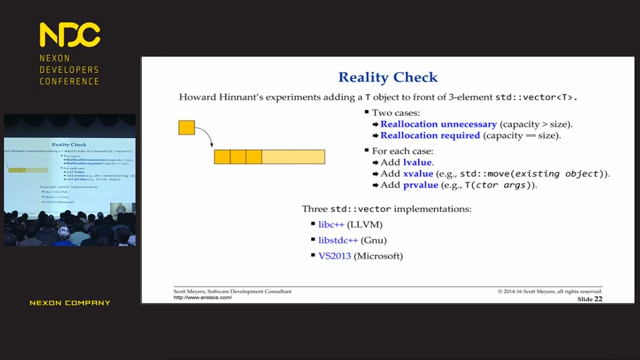 NDC
NEXON
DEVELOPERS
CONFERENCE
Reality Check
Howard Hinnant's experiments adding a T object to front of 3-element std::vector<T>.
Two cases:
Reallocation unnecessary (capacity > size).
Reallocation required (capacity == size).
For each case:
Add lvalue.
Add xvalue (e.g., std::move(existing object)).
Add prvalue (e.g., T(ctor args)).
Three std::vector implementations:
libc++ (LLVM)
libstdc++ (Gnu)
VS2013 (Microsoft)
Scott Meyers, Software Development Consultant
http://www.aristeia.com/
© 2014-16 Scott Meyers, all rights reserved.
Slide 22
Reality Check
NEXON COMPANY